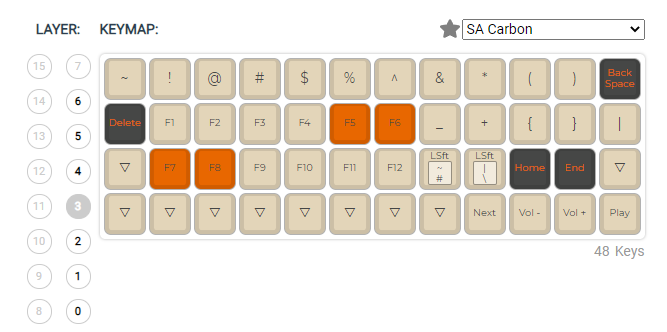 LAYER: KEYMAP: SA Carbon
15 7
14 6
13 5
12 4
11 3
10 2
9 1
8 0
~ ! @ # $ % ^ & * ( ) Back Space
Delete F1 F2 F3 F4 F5 F6 _ + { } |
▽ F7 F8 F9 F10 F11 F12 LSft ~ # LSft | \ Home End ▽
▽ ▽ ▽ ▽ ▽ ▽ ▽ ▽ Next Vol - Vol + Play
48 Keys